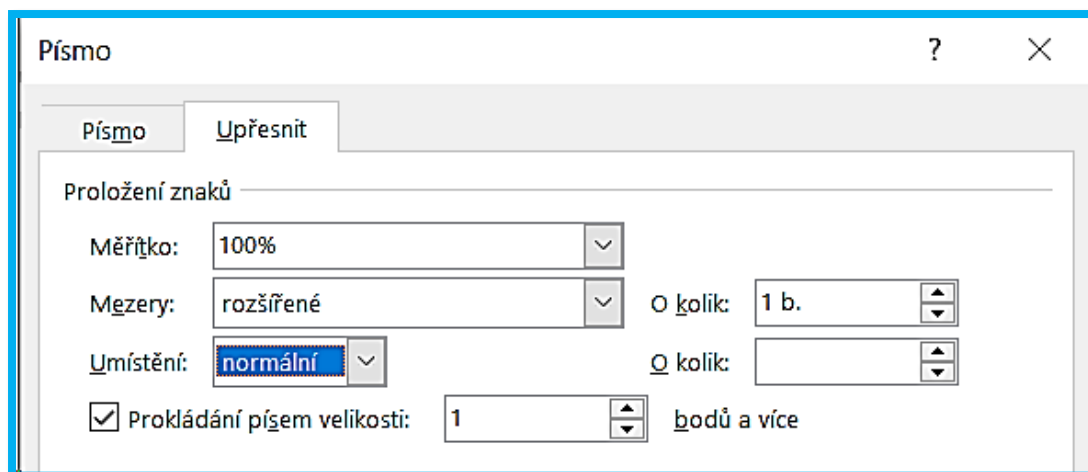 Písmo ?
Písmo Upřesnit
Proložení znaků
Měřítko: 100%
Mezery: rozšířené O kolik: 1 b.
Umístění: normální O kolik:
Prokládání písem velikosti: 1 bodů a více